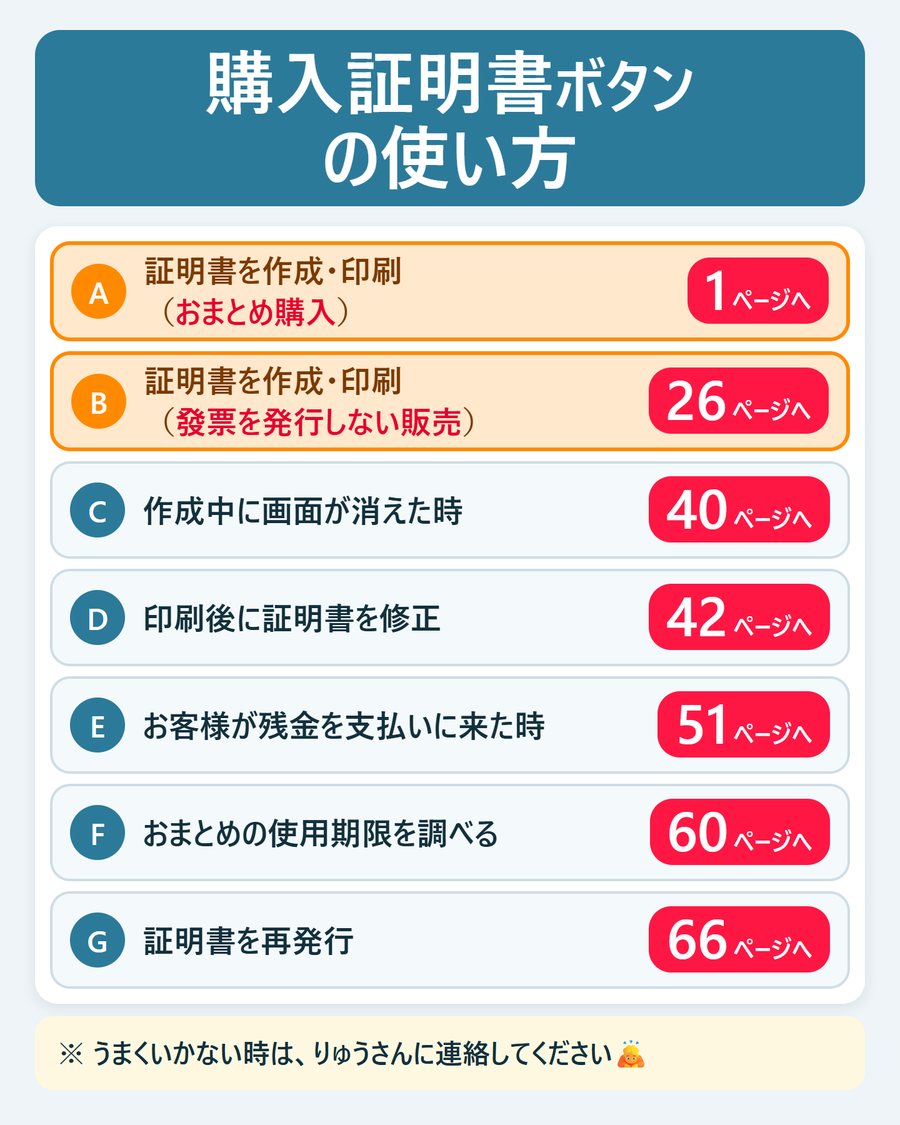 購入証明書ボタン
の使い方
A 証明書を作成・印刷
（おまとめ購入）
1ページへ
B 証明書を作成・印刷
（發票を発行しない販売）
26ページへ
C 作成中に画面が消えた時 40ページへ
D 印刷後に証明書を修正 42ページへ
E お客様が残金を支払いに来た時 51ページへ
F おまとめの使用期限を調べる 60ページへ
G 証明書を再発行 66ページへ
※ うまくいかない時は、りゅうさんに連絡してください🙇